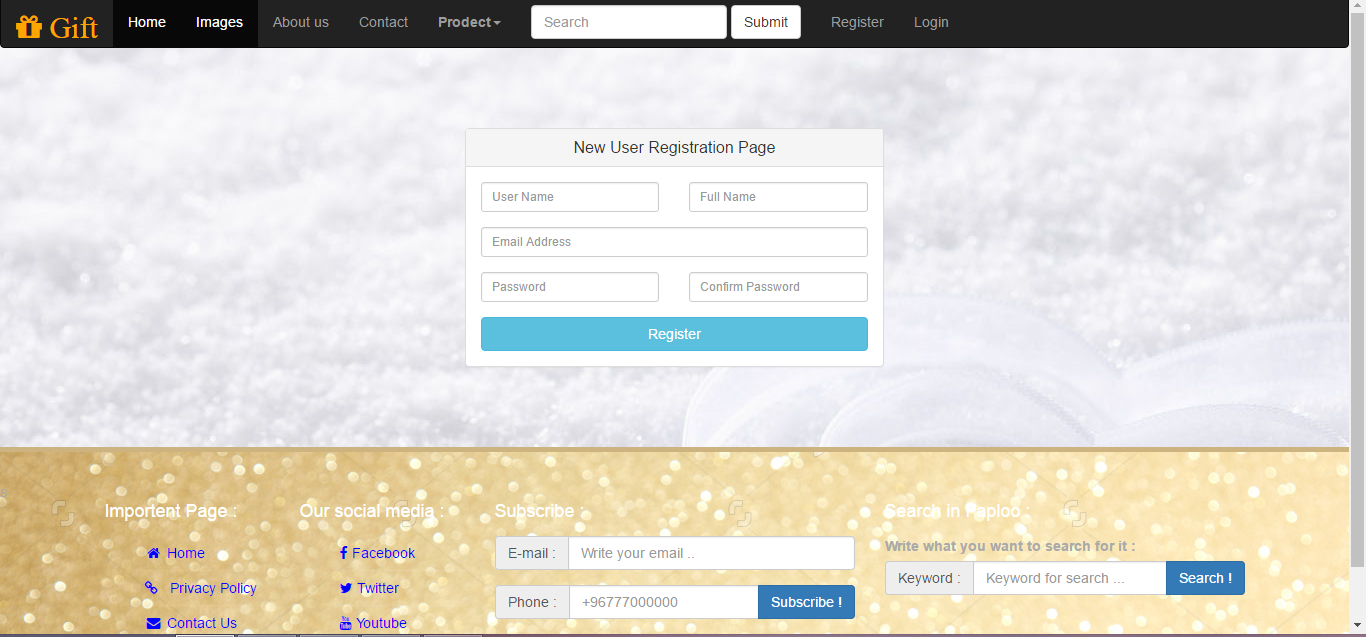 Gift Home Images About us Contact Prodect Search Submit Register Login
New User Registration Page
User Name Full Name
Email Address
Password Confirm Password
Register
Importent Page : Our social media : Subscribe : Search in Paploo :
Write what you want to search for it :
Home Facebook E-mail : Write your email ..
Keyword : Keyword for search ... Search !
Privacy Policy Twitter
Phone : +96777000000 Subscribe !
Contact Us Youtube